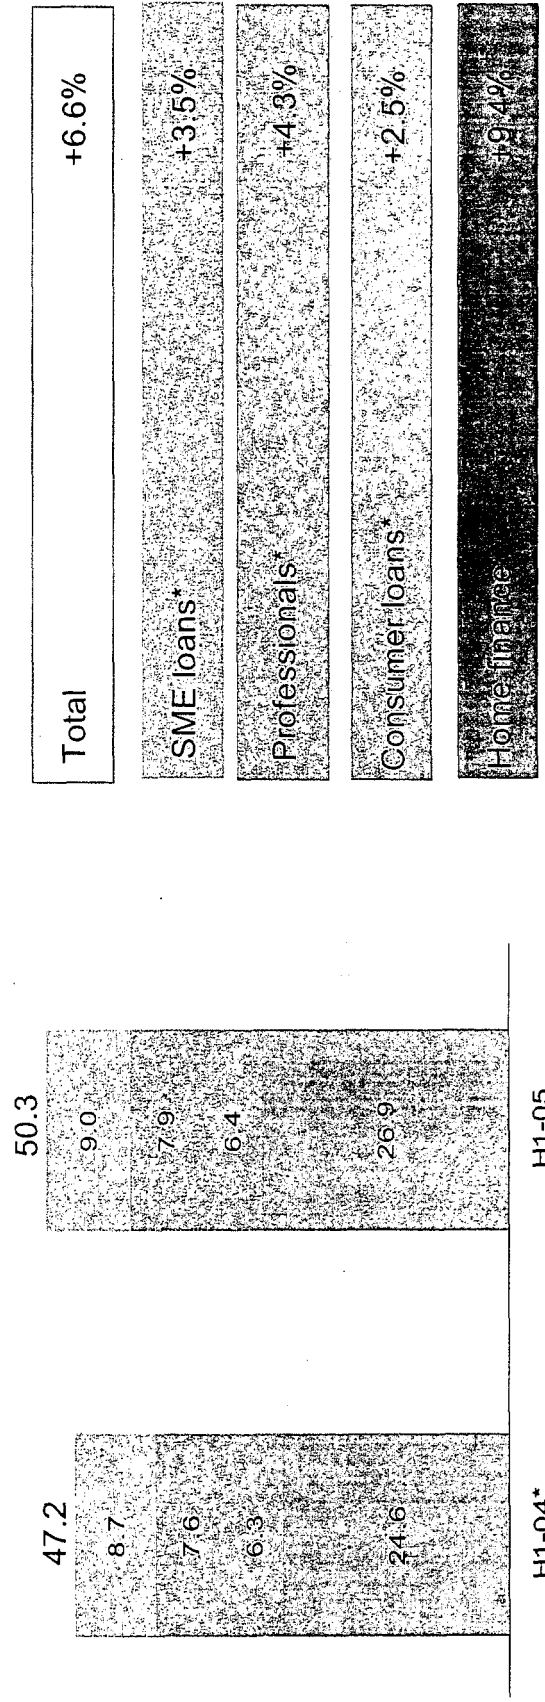 47.2
8.7
7.6
6.3
24.6
H1-04*
50.3
9.0
7.9
6.4
26.9
H1-05
Total +6.6%
SME loans* +3.5%
Professionals* +4.3%
Consumer loans* +2.5%
Home finance +9.4%